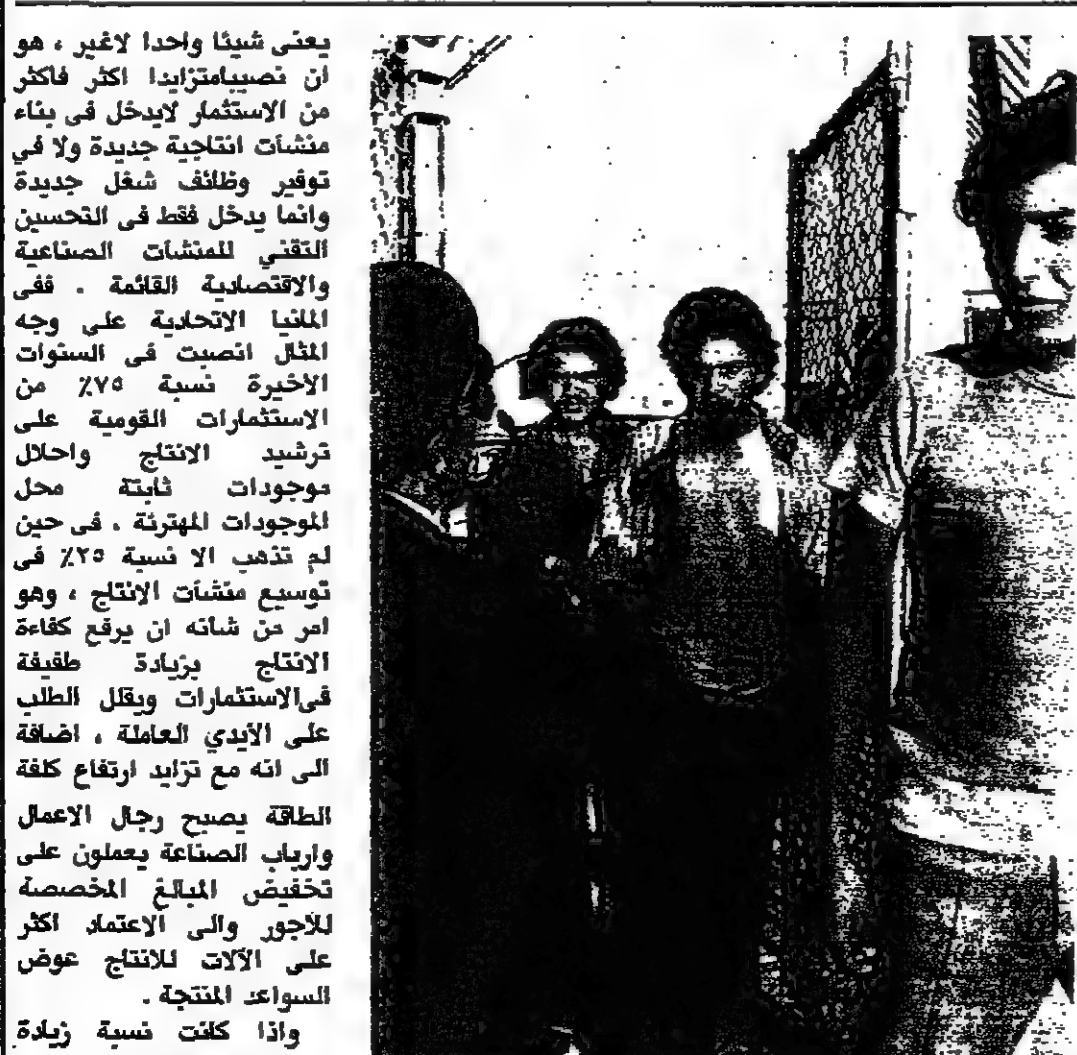 يعنى شيئا واحدا لاغير ، هو
ان نصيبامتزايدا اكثر فاكثر
من الاستثمار لايدخل فى بناء
منشآت انتاجية جديدة ولا في
توفير وظائف شغل جديدة
وانما يدخل فقط فى التحسين
التقني للمنشآت الصناعية
والاقتصادية القائمة . ففى
المانيا الاتحادية على وجه
المثال انصبت فى السنوات
الاخيرة نسبة ٧٥٪ من
الاستثمارات القومية على
ترشيد الانتاج واحلال
موجودات ثابتة محل
الموجودات المهترئة ، فى حين
لم تذهب الا نسبة ٢٥٪ فى
توسيع منشآت الانتاج ، وهو
امر من شأنه ان يرفع كفاءة
الانتاج بزيادة طفيفة
فىالاستثمارات ويقلل الطلب
على الأيدي العاملة ، اضافة
الى انه مع تزايد ارتفاع كلفة
الطاقة يصبح رجال الاعمال
وارباب الصناعة يعملون على
تخفيض المبالغ المخصصة
للأجور والى الاعتماد اكثر
على الآلات للانتاج عوض
السواعد المنتجة .
واذا كانت نسبة زيادة